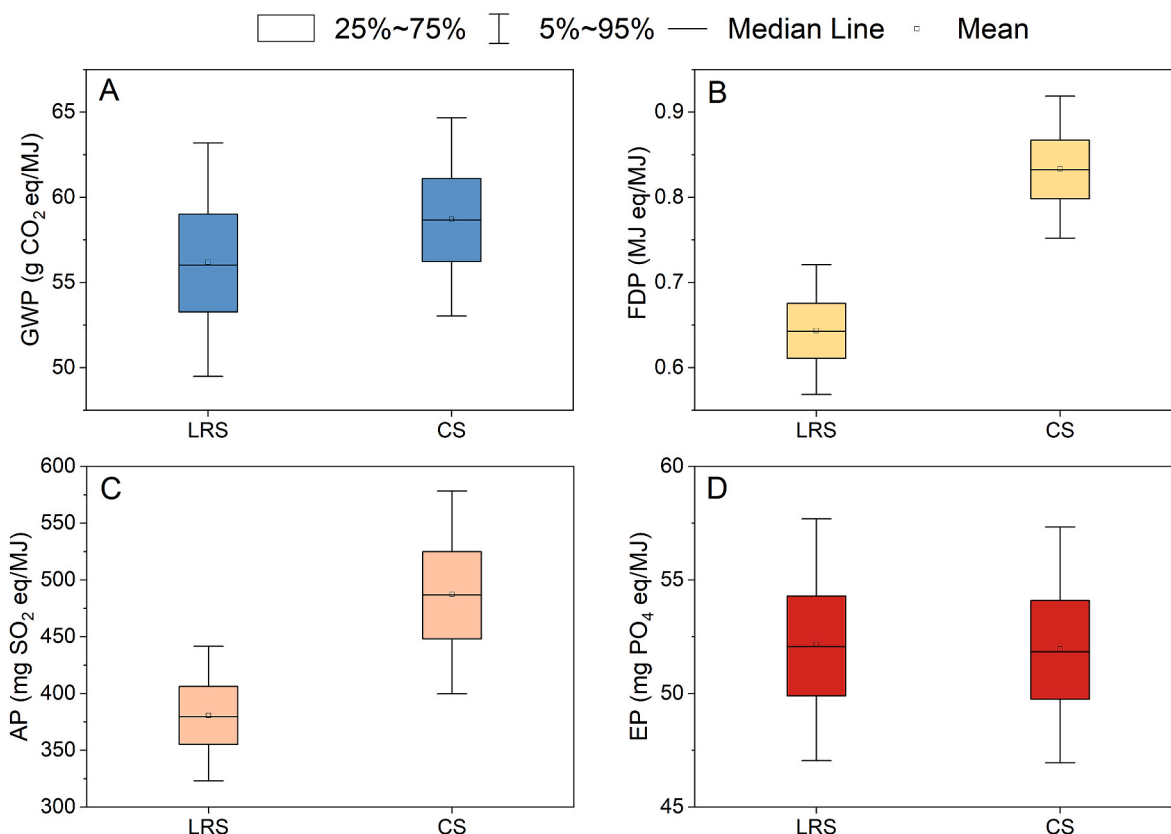 25%~75% 5%~95% Median Line Mean
A
65
60
55
50
GWP (g CO₂ eq/MJ)
LRS CS
B
0.9
0.8
0.7
0.6
FDP (MJ eq/MJ)
LRS CS
C
600
550
500
450
400
350
300
AP (mg SO₂ eq/MJ)
LRS CS
D
60
55
50
45
EP (mg PO₄ eq/MJ)
LRS CS